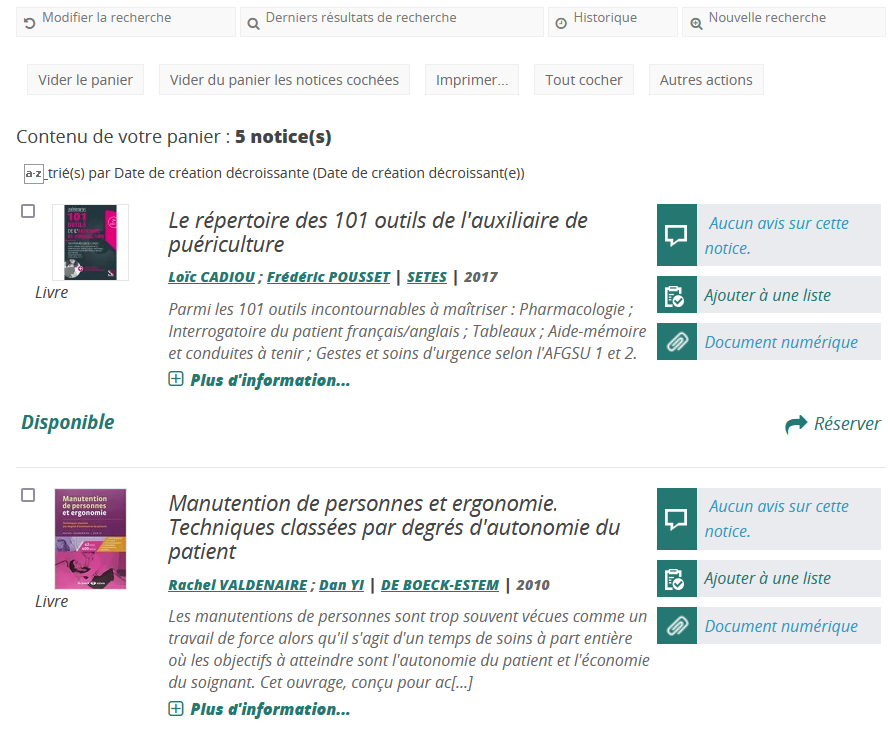 Modifier la recherche
Derniers résultats de recherche
Historique
Nouvelle recherche
Vider le panier
Vider du panier les notices cochées
Imprimer...
Tout cocher
Autres actions
Contenu de votre panier : 5 notice(s)
a-z trié(s) par Date de création décroissante (Date de création décroissant(e))
101
OUTILS
Livre
Le répertoire des 101 outils de l'auxiliaire de
puériculture
Loïc CADIOU ; Frédéric POUSSET | SETES | 2017
Parmi les 101 outils incontournables à maîtriser : Pharmacologie ;
Interrogatoire du patient français/anglais ; Tableaux ; Aide-mémoire
et conduites à tenir ; Gestes et soins d'urgence selon l'AFGSU 1 et 2.
Plus d'information...
Aucun avis sur cette
notice.
Ajouter à une liste
Document numérique
Disponible
Réserver
Manutention
de personnes
et ergonomie
Livre
Manutention de personnes et ergonomie.
Techniques classées par degrés d'autonomie du
patient
Rachel VALDENAIRE ; Dan YI | DE BOECK-ESTEM | 2010
Les manutentions de personnes sont trop souvent vécues comme un
travail de force alors qu'il s'agit d'un temps de soins à part entière
où les objectifs à atteindre sont l'autonomie du patient et l'économie
du soignant. Cet ouvrage, conçu pour ac[...]
Plus d'information...
Aucun avis sur cette
notice.
Ajouter à une liste
Document numérique